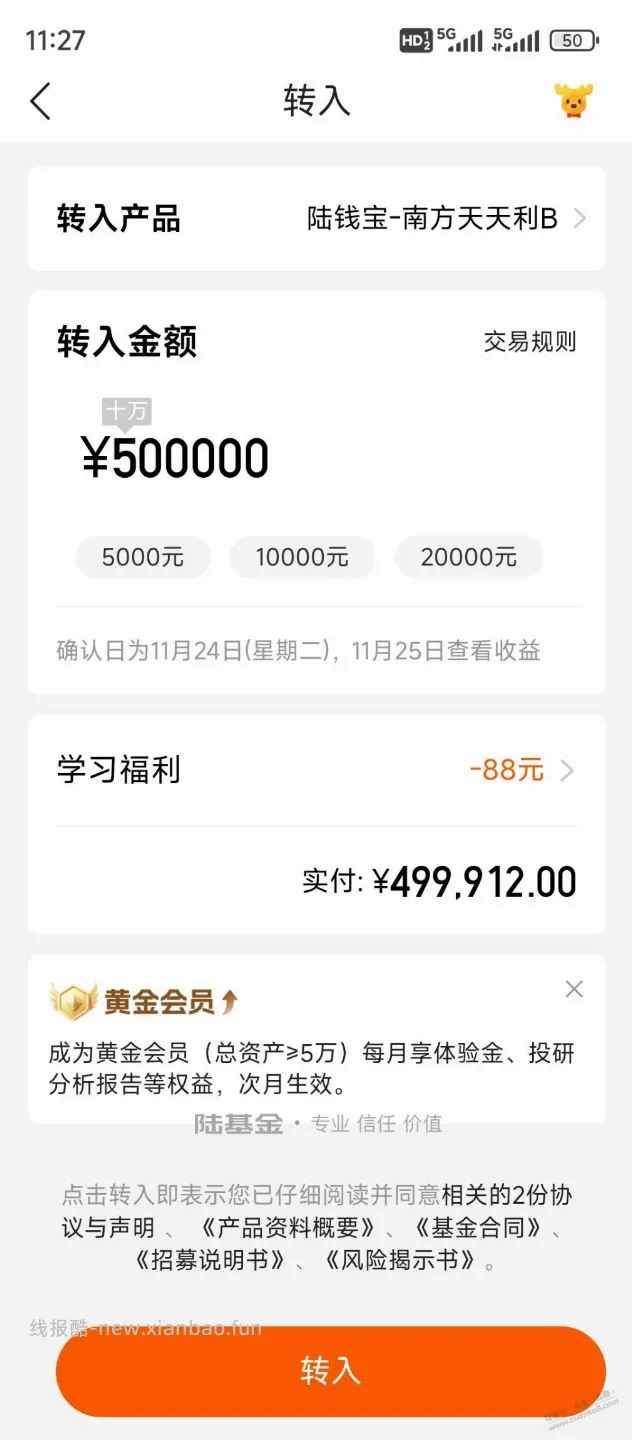 11:27
HD 1 2 5G 5G 50
转入
转入产品 陆钱宝-南方天天利B
转入金额 交易规则
十万
¥500000
5000元 10000元 20000元
确认日为11月24日(星期二)，11月25日查看收益
学习福利 -88元
实付: ¥499,912.00
黄金会员
成为黄金会员（总资产≥5万）每月享体验金、投研
分析报告等权益，次月生效。
陆基金·专业 信任 价值
点击转入即表示您已仔细阅读并同意相关的2份协
议与声明 、《产品资料概要》、《基金合同》、
《招募说明书》、《风险揭示书》。
线报酷-new.xianbao.fun
转入
www.zuanke8.com